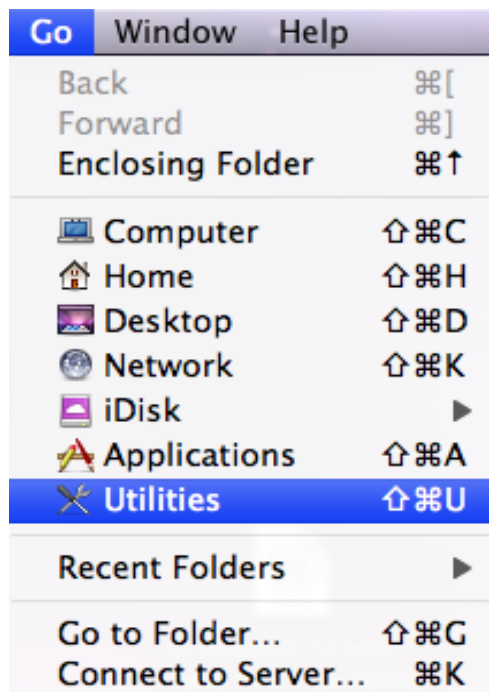 Go Window Help
Back ⌘[
Forward ⌘]
Enclosing Folder ⌘↑
Computer ⇧⌘C
Home ⇧⌘H
Desktop ⇧⌘D
Network ⇧⌘K
iDisk ▶
Applications ⇧⌘A
Utilities ⇧⌘U
Recent Folders ▶
Go to Folder... ⇧⌘G
Connect to Server... ⌘K